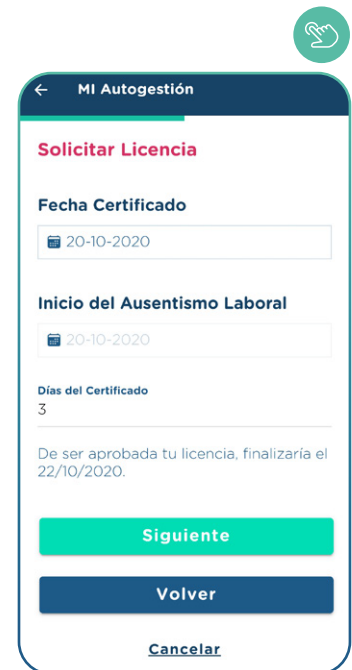 MI Autogestión
Solicitar Licencia
Fecha Certificado
20-10-2020
Inicio del Ausentismo Laboral
20-10-2020
Días del Certificado
3
De ser aprobada tu licencia, finalizaría el
22/10/2020.
Siguiente
Volver
Cancelar